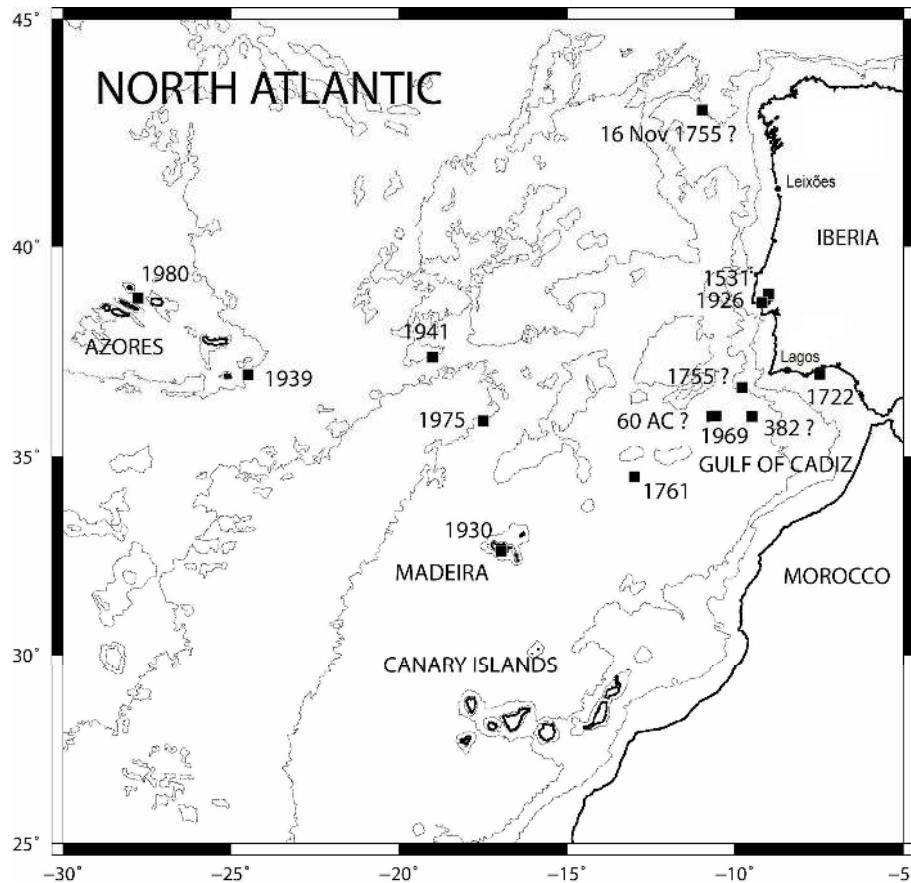 45˚
NORTH ATLANTIC
16 Nov 1755 ?
Leixões
IBERIA
40˚
1980
1531
1926
AZORES
1941
Lagos
1939
1755 ?
1722
1975
60 AC ?
1969
382 ?
GULF OF CADIZ
35˚
1761
1930
MADEIRA
MOROCCO
30˚
CANARY ISLANDS
25˚
−30˚
−25˚
−20˚
−15˚
−10˚
−5